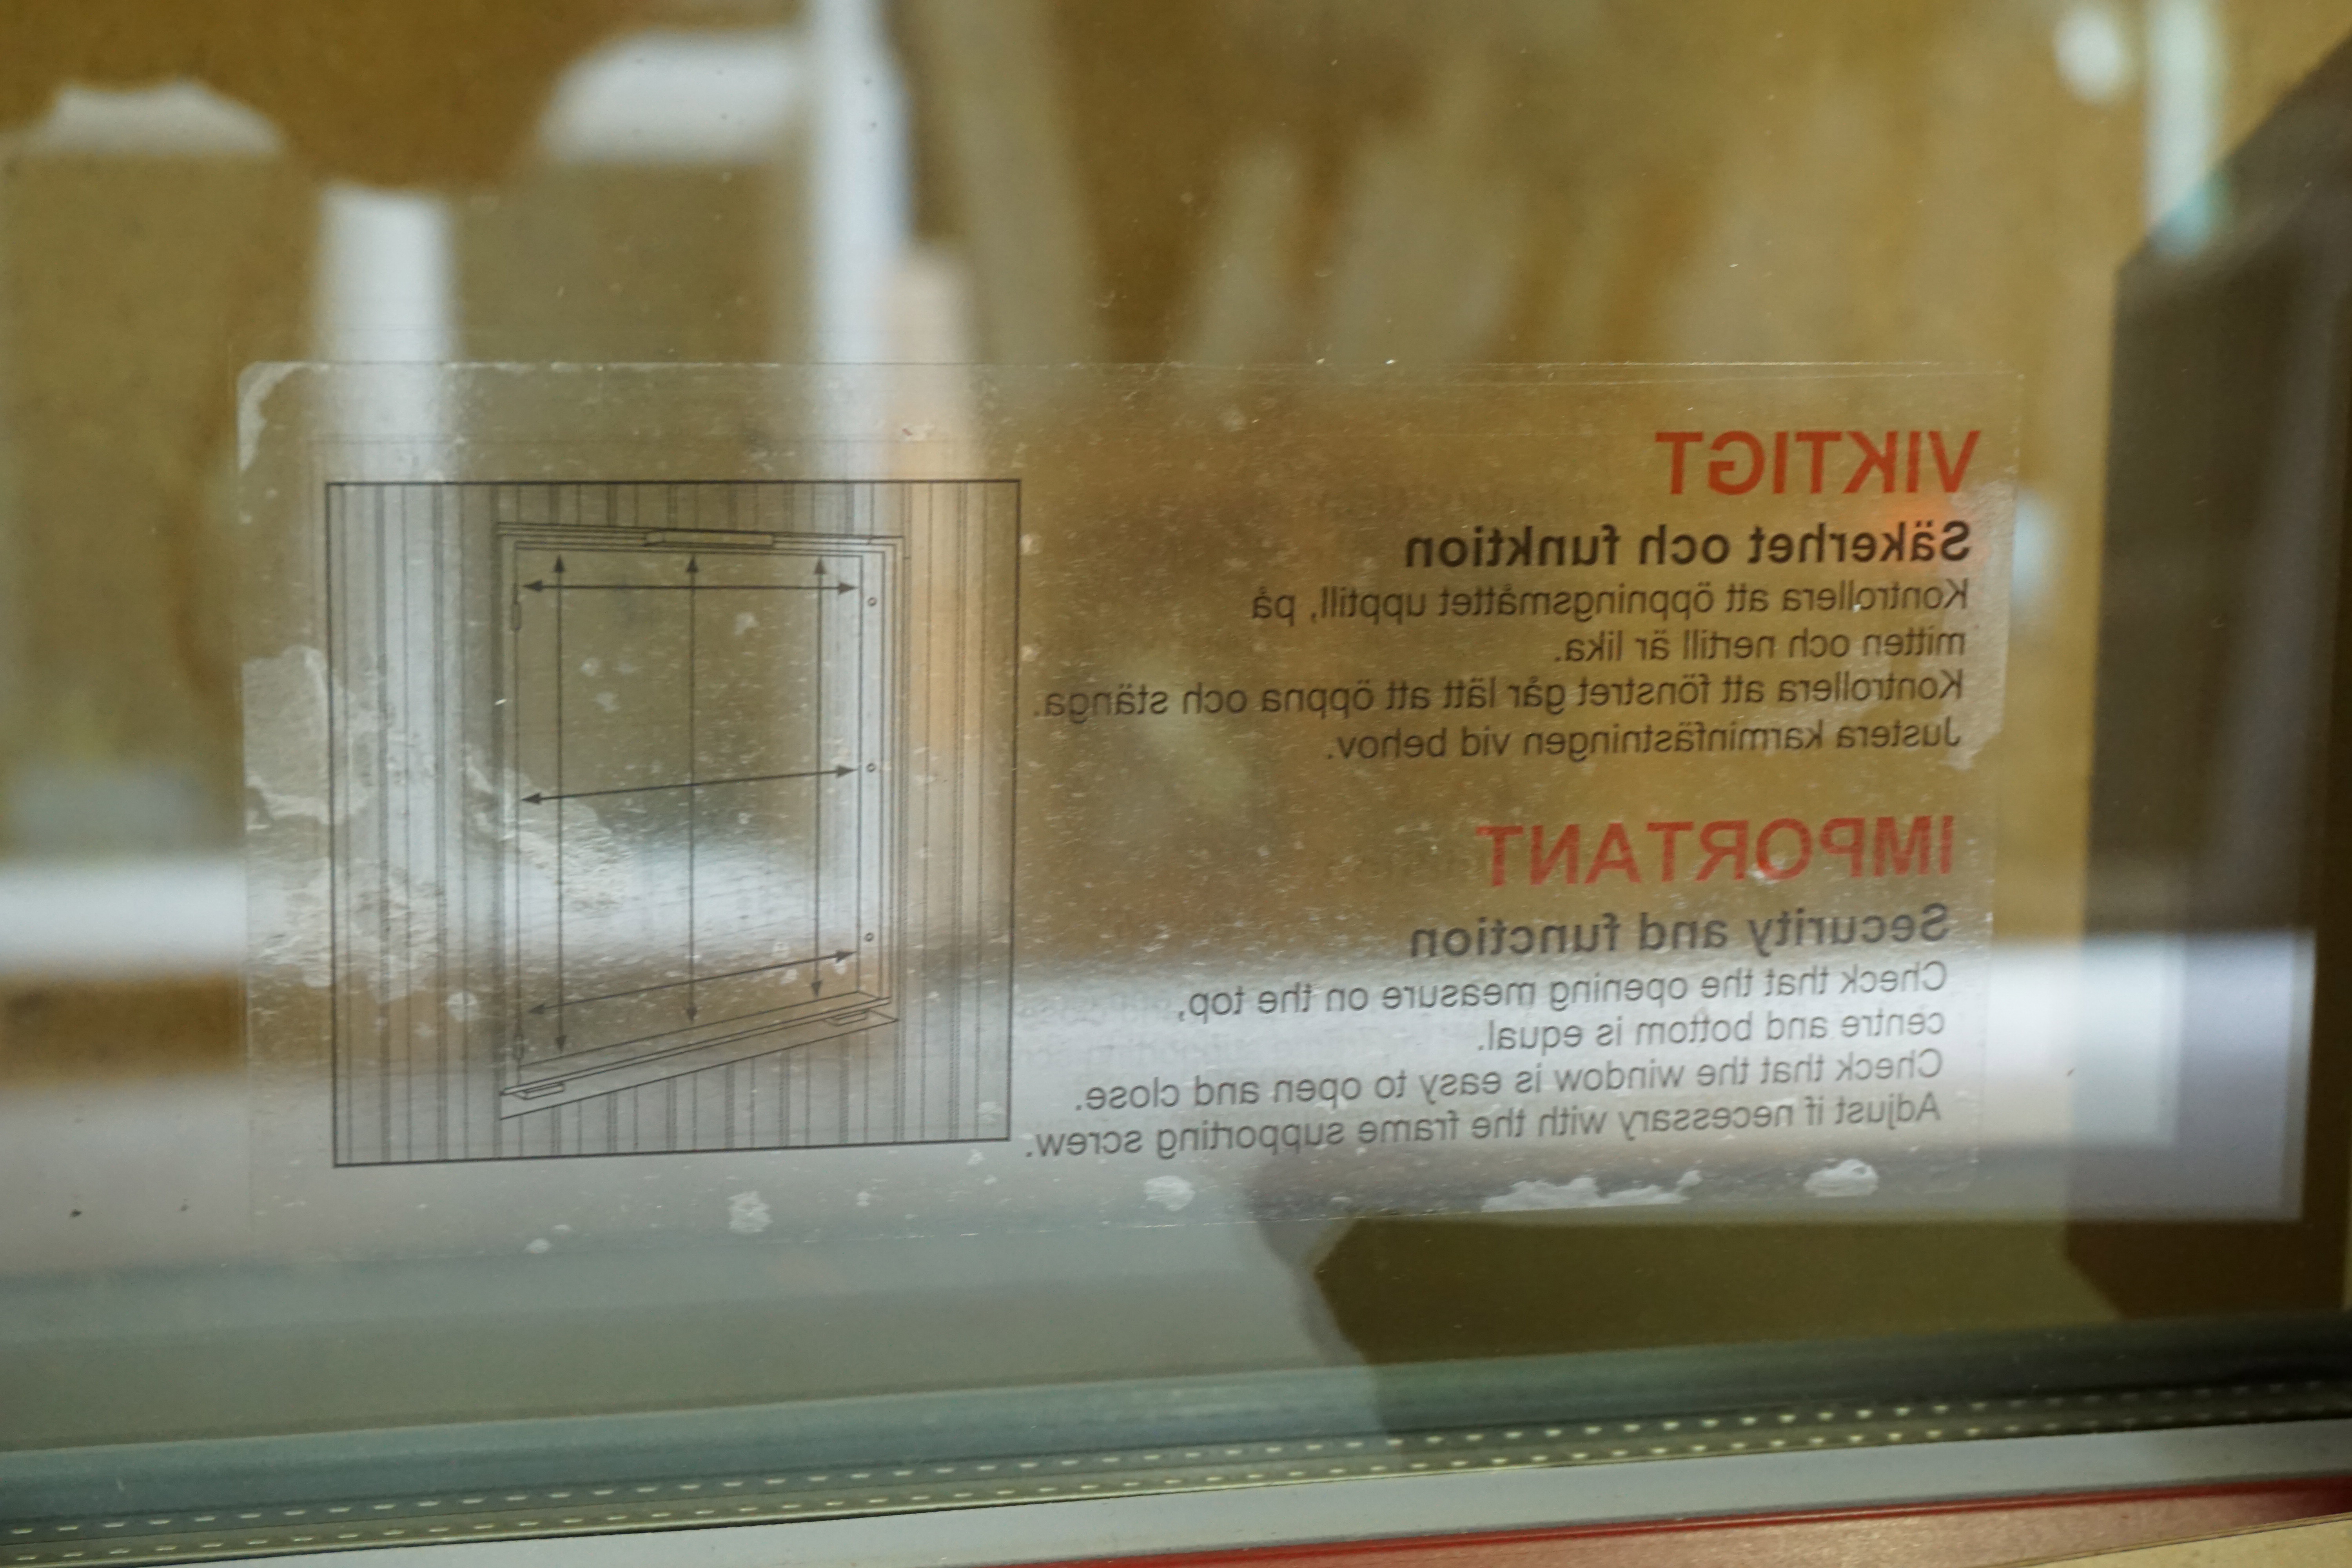 VIKTIGT
Säkerhet och funktion
Kontrollera att öppningsmåttet upptill, på
mitten och nertill är lika.
Kontrollera att fönstret går lätt att öppna och stänga.
Justera karminfästningen vid behov.
IMPORTANT
Security and function
Check that the opening measure on the top,
centre and bottom is equal.
Check that the window is easy to open and close.
Adjust if necessary with the frame supporting screw.